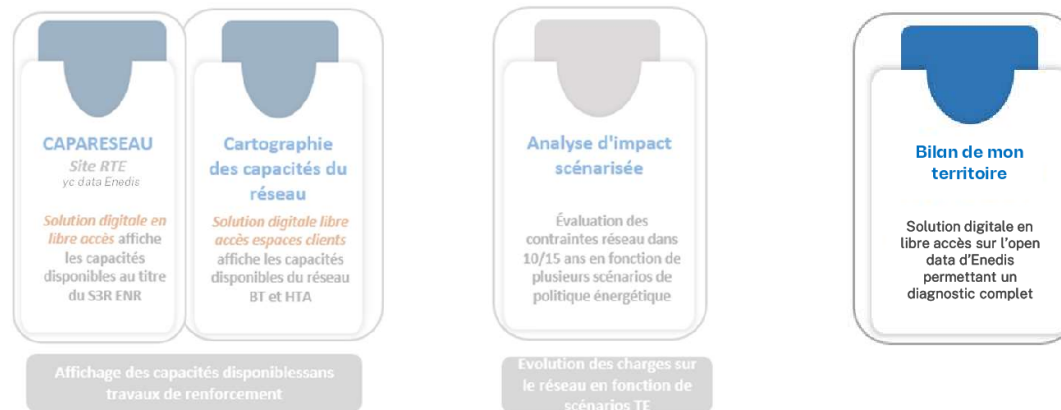 CAPARESEAU
Site RTE
yc data Enedis
Solution digitale en
libre accès affiche
les capacités
disponibles au titre
du S3R ENR
Cartographie
des capacités du
réseau
Solution digitale libre
accès espaces clients
affiche les capacités
disponibles du réseau
BT et HTA
Affichage des capacités disponiblessans
travaux de renforcement
Analyse d'impact
scénarisée
Évaluation des
contraintes réseau dans
10/15 ans en fonction de
plusieurs scénarios de
politique énergétique
Evolution des charges sur
le réseau en fonction de
scénarios TE
Bilan de mon
territoire
Solution digitale en
libre accès sur l'open
data d'Enedis
permettant un
diagnostic complet